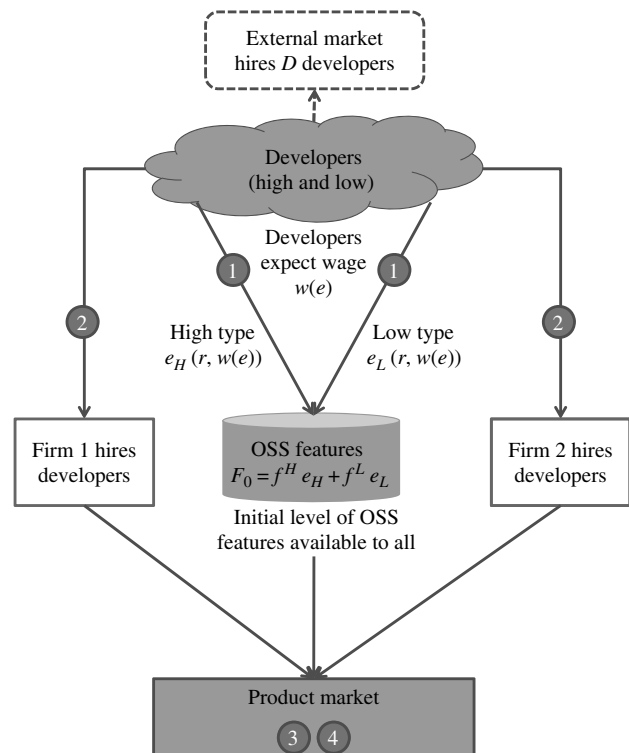 External market
hires D developers
Developers
(high and low)
Developers
expect wage
w(e)
1
1
2
2
High type
e_H (r, w(e))
Low type
e_L (r, w(e))
Firm 1 hires
developers
OSS features
F_0 = f^H e_H + f^L e_L
Firm 2 hires
developers
Initial level of OSS
features available to all
Product market
3 4